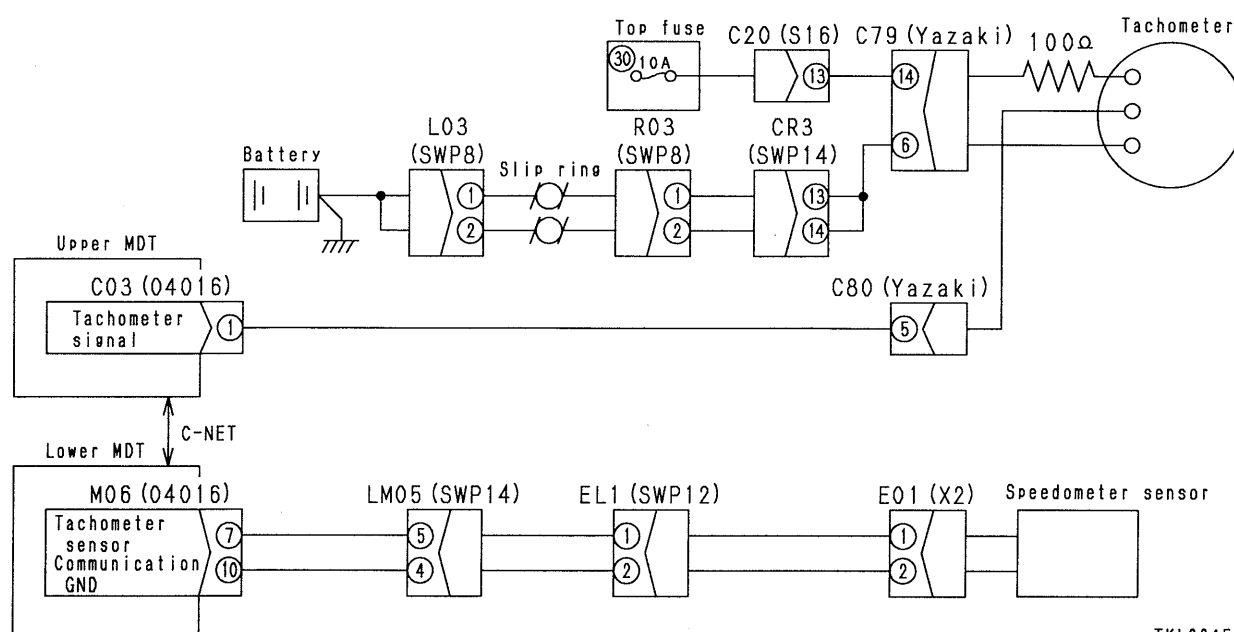 Top fuse
30
10A
C20 (S16)
13
C79 (Yazaki)
14
6
100Ω
Tachometer
Battery
L03
(SWP8)
1
2
Slip ring
R03
(SWP8)
1
2
CR3
(SWP14)
13
14
Upper MDT
C03 (04016)
Tachometer
signal
1
C80 (Yazaki)
5
C-NET
Lower MDT
M06 (04016)
Tachometer
sensor
Communication
GND
7
10
LM05 (SWP14)
5
4
EL1 (SWP12)
1
2
E01 (X2)
1
2
Speedometer sensor